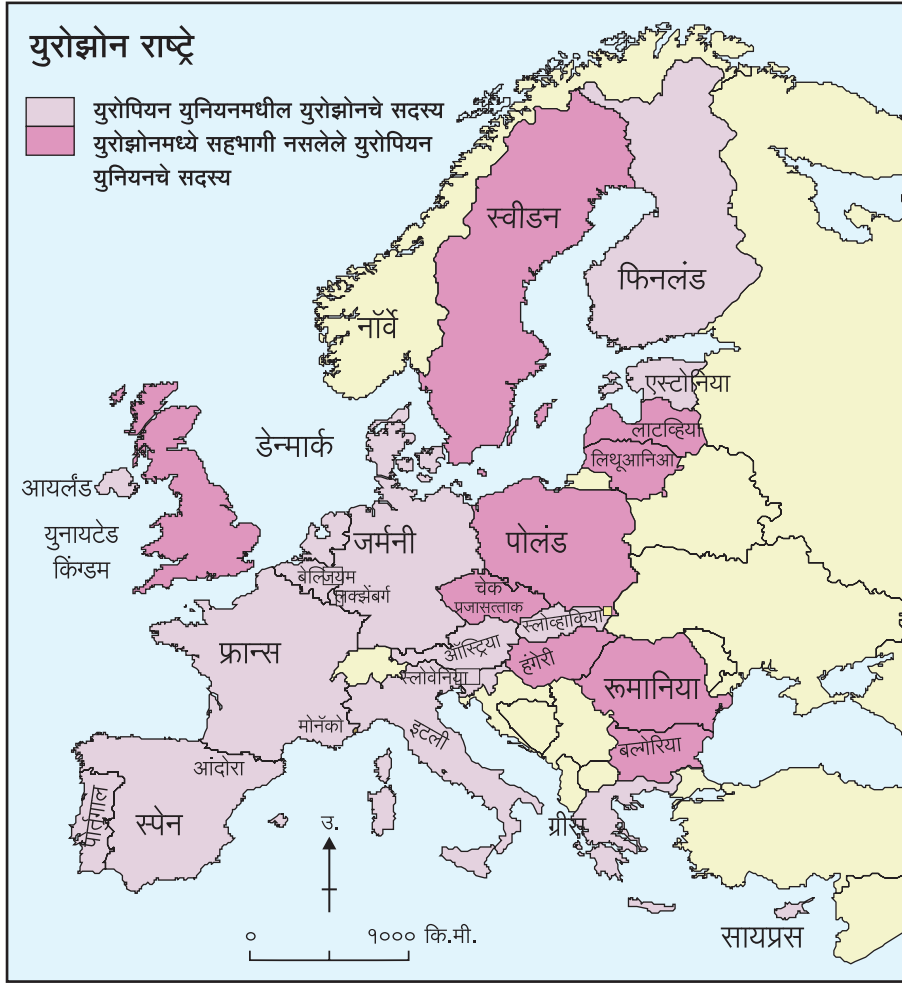 युरोझोन राष्ट्रे
युरोपियन युनियनमधील युरोझोनचे सदस्य
युरोझोनमध्ये सहभागी नसलेले युरोपियन
युनियनचे सदस्य
स्वीडन
फिनलंड
नॉर्वे
एस्टोनिया
लाटव्हिया
डेन्मार्क
लिथूआनिओ
आयर्लंड
युनायटेड
किंग्डम
जर्मनी
पोलंड
बेल्जियम
लक्झेंबर्ग
चेक
प्रजासत्ताक
स्लोव्हाकिया
फ्रान्स
ऑस्ट्रिया
हंगेरी
स्लोवेनिया
रूमानिया
मोनॅको
इटली
बल्गेरिया
आंदोरा
पोर्तुगाल
स्पेन
ग्रीस
उ.
० १००० कि.मी.
सायप्रस